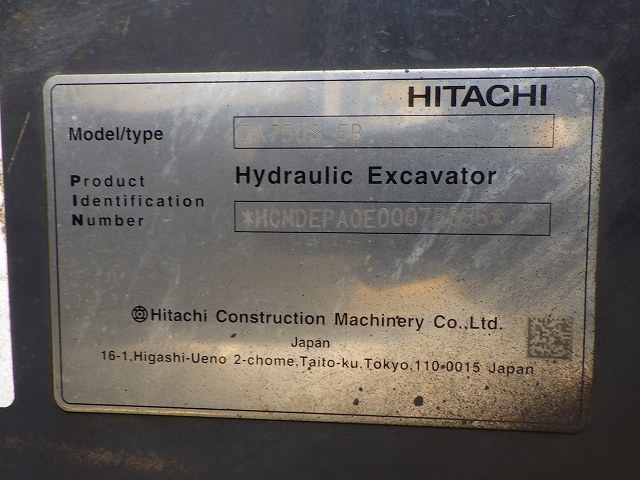 HITACHI
Model/type ZX75US 5B
Hydraulic Excavator
Product
Identification
Number
Hitachi Construction Machinery Co.,Ltd.
Japan
16-1,Higashi-Ueno 2-chome,Taito-ku,Tokyo,110-0015 Japan